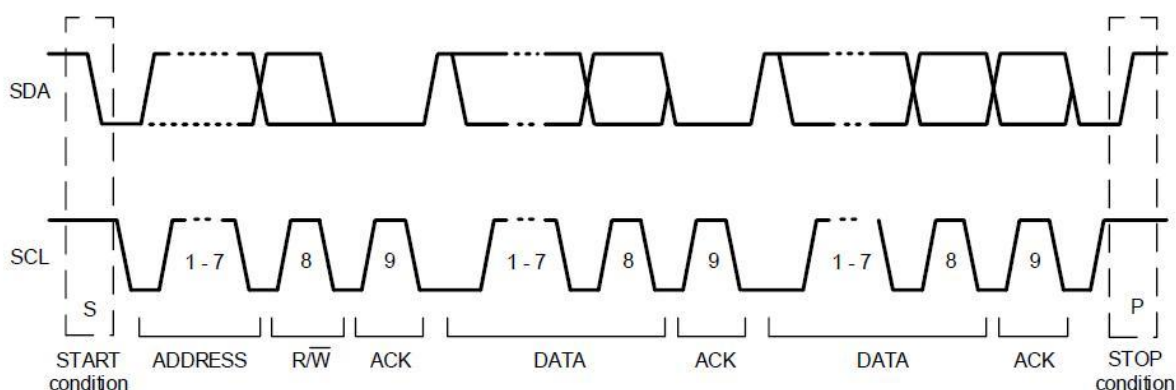 SDA
SCL
1 - 7
8
9
1 - 7
8
9
1 - 7
8
9
S
P
START
condition
ADDRESS
R/W̅
ACK
DATA
ACK
DATA
ACK
STOP
condition